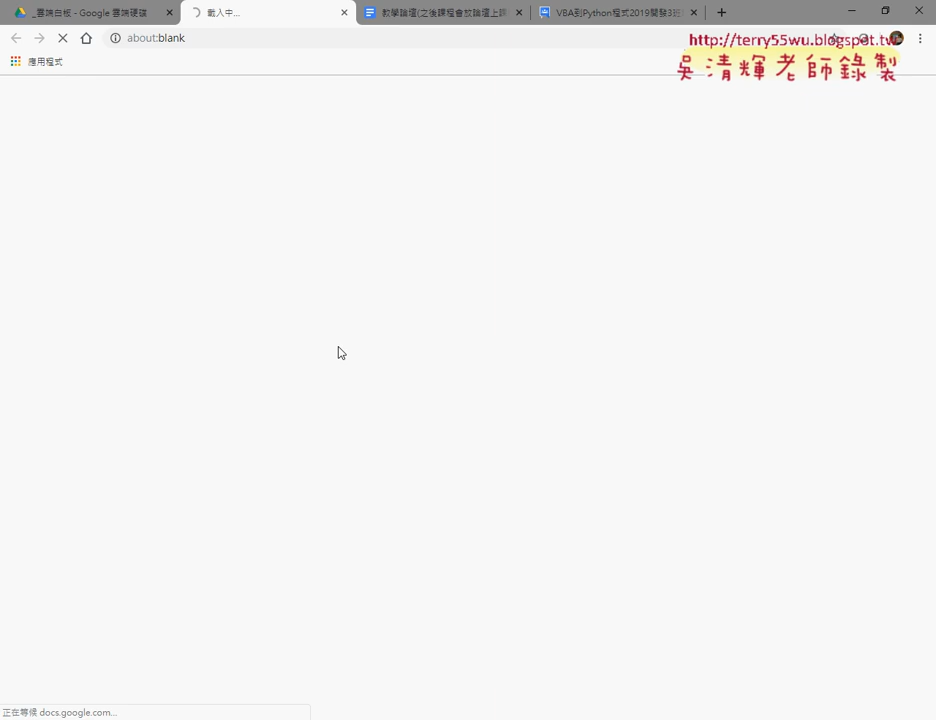 _雲端白板 - Google 雲端硬碟
載入中...
教學論壇(之後課程會放論壇上課
VBA到Python程式2019開發3班
about:blank
http://terry55wu.blogspot.tw
應用程式
吳清輝老師錄製
正在等候 docs.google.com...